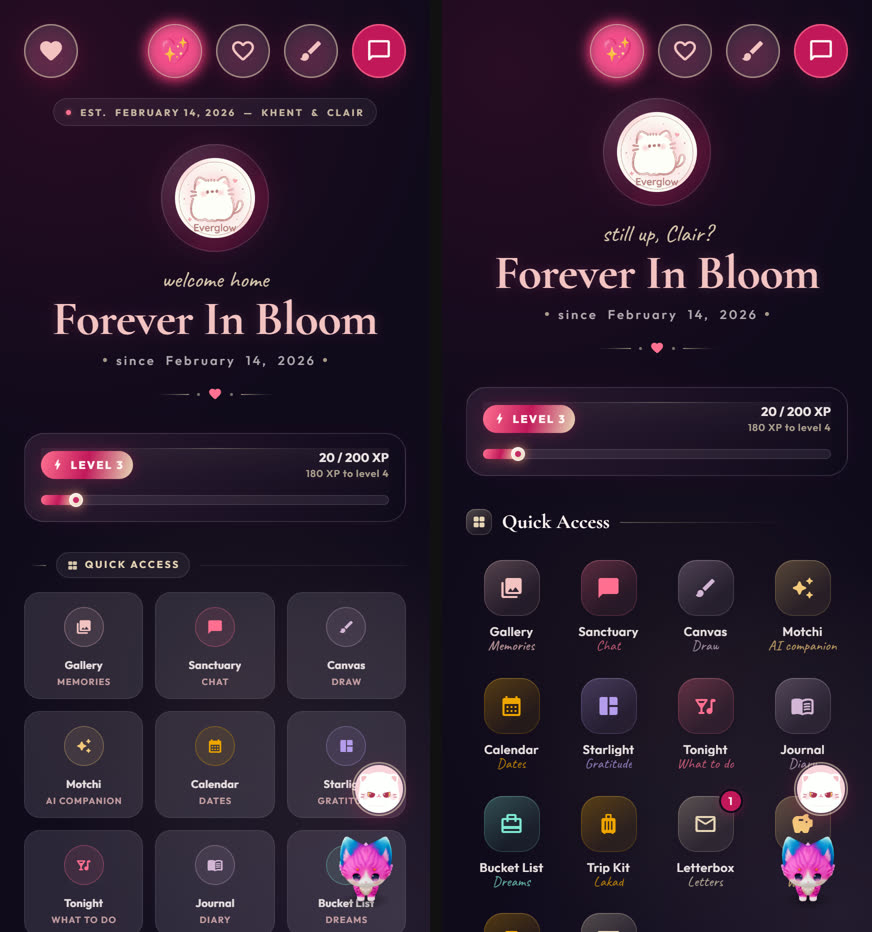 EST. FEBRUARY 14, 2026 — KHENT & CLAIR
Everglow
welcome home
Forever In Bloom
• since February 14, 2026 •
LEVEL 3
20 / 200 XP
180 XP to level 4
QUICK ACCESS
Gallery
MEMORIES
Sanctuary
CHAT
Canvas
DRAW
Motchi
AI COMPANION
Calendar
DATES
Tonight
WHAT TO DO
Journal
DIARY
Bucket List
DREAMS
Everglow
still up, Clair?
Forever In Bloom
• since February 14, 2026 •
LEVEL 3
20 / 200 XP
180 XP to level 4
Quick Access
Gallery
Memories
Sanctuary
Chat
Canvas
Draw
Motchi
AI companion
Calendar
Dates
Starlight
Gratitude
Tonight
What to do
Journal
Bucket List
Dreams
Trip Kit
Lakad
1
Letterbox
Letters